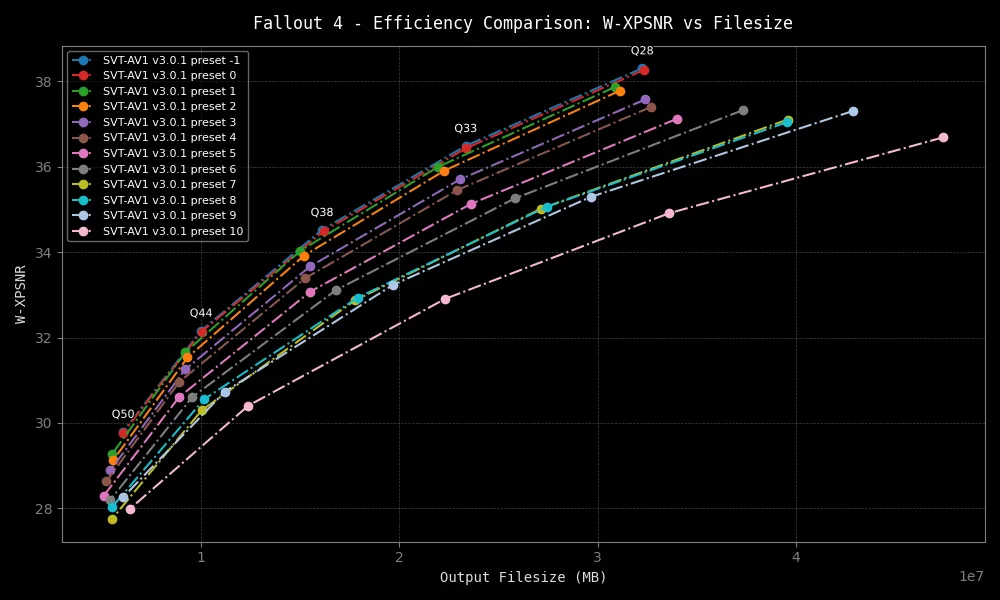 Fallout 4 - Efficiency Comparison: W-XPSNR vs Filesize
SVT-AV1 v3.0.1 preset -1
SVT-AV1 v3.0.1 preset 0
SVT-AV1 v3.0.1 preset 1
SVT-AV1 v3.0.1 preset 2
SVT-AV1 v3.0.1 preset 3
SVT-AV1 v3.0.1 preset 4
SVT-AV1 v3.0.1 preset 5
SVT-AV1 v3.0.1 preset 6
SVT-AV1 v3.0.1 preset 7
SVT-AV1 v3.0.1 preset 8
SVT-AV1 v3.0.1 preset 9
SVT-AV1 v3.0.1 preset 10
Q28
Q33
Q38
Q44
Q50
38
36
34
32
30
28
W-XPSNR
1 2 3 4
1e7
Output Filesize (MB)